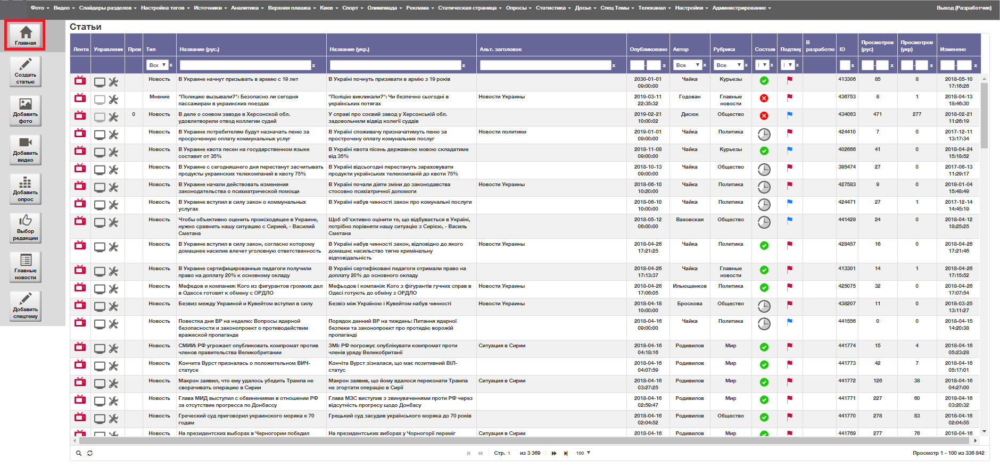 Фото Видео Слайдеры разделов Настройка тегов Источники Аналитика Верхняя плашка Киев Спорт Олимпиада Реклама Статическая страница Опросы Статистика Досье Спец Темы Телеканал Настройки Администрирование Выход (Разработчик)
Главная
Создать
статью
Добавить
фото
Добавить
видео
Добавить
опрос
Выбор
редакции
Главные
новости
Добавить
спецтему
Статьи
Лента Управление Прев Тип Название (рус.) Название (укр.) Альт. заголовок Опубликовано Автор Рубрика Состоян Подтвер В разработке ID Просмотров (рус) Просмотров (укр) Изменено
Все x x x x - x Все x Все x x x x - x - x - x
Новость В Украине начнут призывать в армию с 19 лет В Україні почнуть призивати в армію з 19 років 2030-01-01 09:00:00 Чайка Курьезы 413306 85 8 2018-05-10 17:16:26
Мнение "Полицию вызывали?": Безопасно ли сегодня пассажирам в украинских поездах "Поліцію викликали?": Чи безпечно сьогодні в українських потягах Новости Украины 2019-03-11 22:35:32 Годован Главные новости 436753 8 1 2018-04-13 18:46:30
0 Новость В деле о соевом заводе в Херсонской обл. удовлетворили отвод коллегии судей У справі про соєвий завод у Херсонській обл. задовольнили відвід колегії суддів 2019-02-21 10:00:02 Дисюк Общество 434063 471 277 2018-02-21 11:26:19
Новость В Украине потребителям будут назначать пеню за просроченную оплату коммунальных услуг В Україні споживачу призначатимуть пеню за прострочену оплату комунальних послуг Новости политики 2019-01-01 09:00:00 Чайка Политика 424410 7 0 2017-12-11 13:17:34
Новость В Украине квота песен на государственном языке составит от 35% В Україні квота пісень державною мовою складатиме від 35% 2018-11-08 09:00:00 Чайка Курьезы 402666 41 0 2018-04-24 15:18:52
Новость В Украине с сегодняшнего дня перестанут засчитывать продукты украинских телекомпаний в квоту 75% В Україні відсьогодні перестануть зараховувати продукти українських телекомпаній до квоти 75% 2018-10-13 09:00:00 Чайка Общество 395474 27 0 2017-06-13 11:29:17
Новость В Украине начали действовать изменения законодательства о психиатрической помощи В Україні почали діяти зміни до законодавства стосовно психіатричної допомоги Новости Украины 2018-06-10 10:20:00 Чайка Политика 427583 9 0 2018-01-04 15:48:49
Новость В Украине вступил в силу закон о коммунальных услугах В Україні набув чинності закон про комунальні послуги 2018-06-10 10:00:00 Чайка Политика 424471 27 1 2017-12-14 14:45:19
Новость Чтобы объективно оценить происходящее в Украине, нужно сравнить нашу ситуацию с Сирией, - Василий Сметана Щоб об'єктивно оцінити те, що відбувається в Україні, потрібно порівняти нашу ситуацію з Сирією, - Василь Сметана 2018-05-12 06:00:00 Ваховская Общество 441429 24 0 2018-04-12 18:25:25
Новость В Украине вступил в силу закон, согласно которому домашнее насилие влечет уголовную ответственность В Україні набув чинності закон, відповідно до якого домашнє насильство тягне кримінальну відповідальність Новости Украины 2018-04-26 17:21:25 Чайка Политика 428457 16 0 2018-04-26 17:21:46
Новость В Украине сертифицированные педагоги получили право на доплату 20% к основному окладу В Україні сертифіковані педагоги отримали право на доплату 20% до основного окладу 2018-04-26 17:13:37 Чайка Главные новости 413301 14 1 2018-04-26 17:15:52
Новость Мефедов и компания: Кого из фигурантов громких дел в Одессе готовят к обмену с ОРДЛО Мефьодов і компанія: Кого з фігурантів гучних справ в Одесі готують до обміну з ОРДЛО Новости Украины 2018-04-26 17:06:05 Ильющенков Политика 425075 32 0 2018-04-26 17:07:54
Новость Безвиз между Украиной и Кувейтом вступил в силу Безвіз між Україною і Кувейтом набув чинності Новости Украины 2018-04-18 10:00:00 Броскова Общество 438207 11 0 2018-03-25 13:11:27
Новость Повестка дня ВР на неделю: Вопросы ядерной безопасности и законопроект о противодействии вражеской пропаганде Порядок денний ВР на тиждень: Питання ядерної безпеки та законопроект про протидію ворожій пропаганді 2018-04-16 09:00:00 Чайка Политика 441556 0 0 2018-04-15 14:20:38
Новость СМИИ: РФ угрожает опубликовать компромат против членов правительства Великобритании ЗМІ: РФ погрожує опублікувати компромат проти членів уряду Великобританії Ситуация в Сирии 2018-04-16 04:18:16 Родивилов Мир 441774 15 4 2018-04-16 05:23:28
Новость Кончита Вурст призналась о положительном ВИЧ-статусе Кончіта Вурст зізналася, що має позитивний ВІЛ-статус 2018-04-16 04:07:59 Родивилов Мир 441773 42 7 2018-04-16 05:17:01
Новость Макрон заявил, что ему удалось убедить Трампа не сворачивать операцию в Сирии Макрон заявив, що йому вдалося переконати Трампа не згортати операцію в Сирії Ситуация в Сирии 2018-04-16 03:27:25 Родивилов Мир 441772 126 38 2018-04-16 04:27:00
Новость Глава МИД выступил с обвинениями в отношении РФ за отсутствие прогресса по Донбассу Глава МЗС виступив з звинуваченнями проти РФ через відсутність прогресу щодо Донбасу 2018-04-16 02:59:47 Родивилов Мир 441771 227 60 2018-04-16 03:20:32
Новость Греческий суд приговорил украинского моряка к 70 годам Грецький суд засудив українського моряка до 70 років 2018-04-16 02:04:52 Родивилов Общество 441770 278 83 2018-04-16 02:04:55
Новость На президентских выборах в Черногории победил На президентських виборах у Чорногорії переміг Ситуация в Сирии 2018-04-16 Родивилов Мир 441769 277 76 2018-04-16
Стр. 1 из 3 369 100 Просмотр 1 - 100 из 336 842